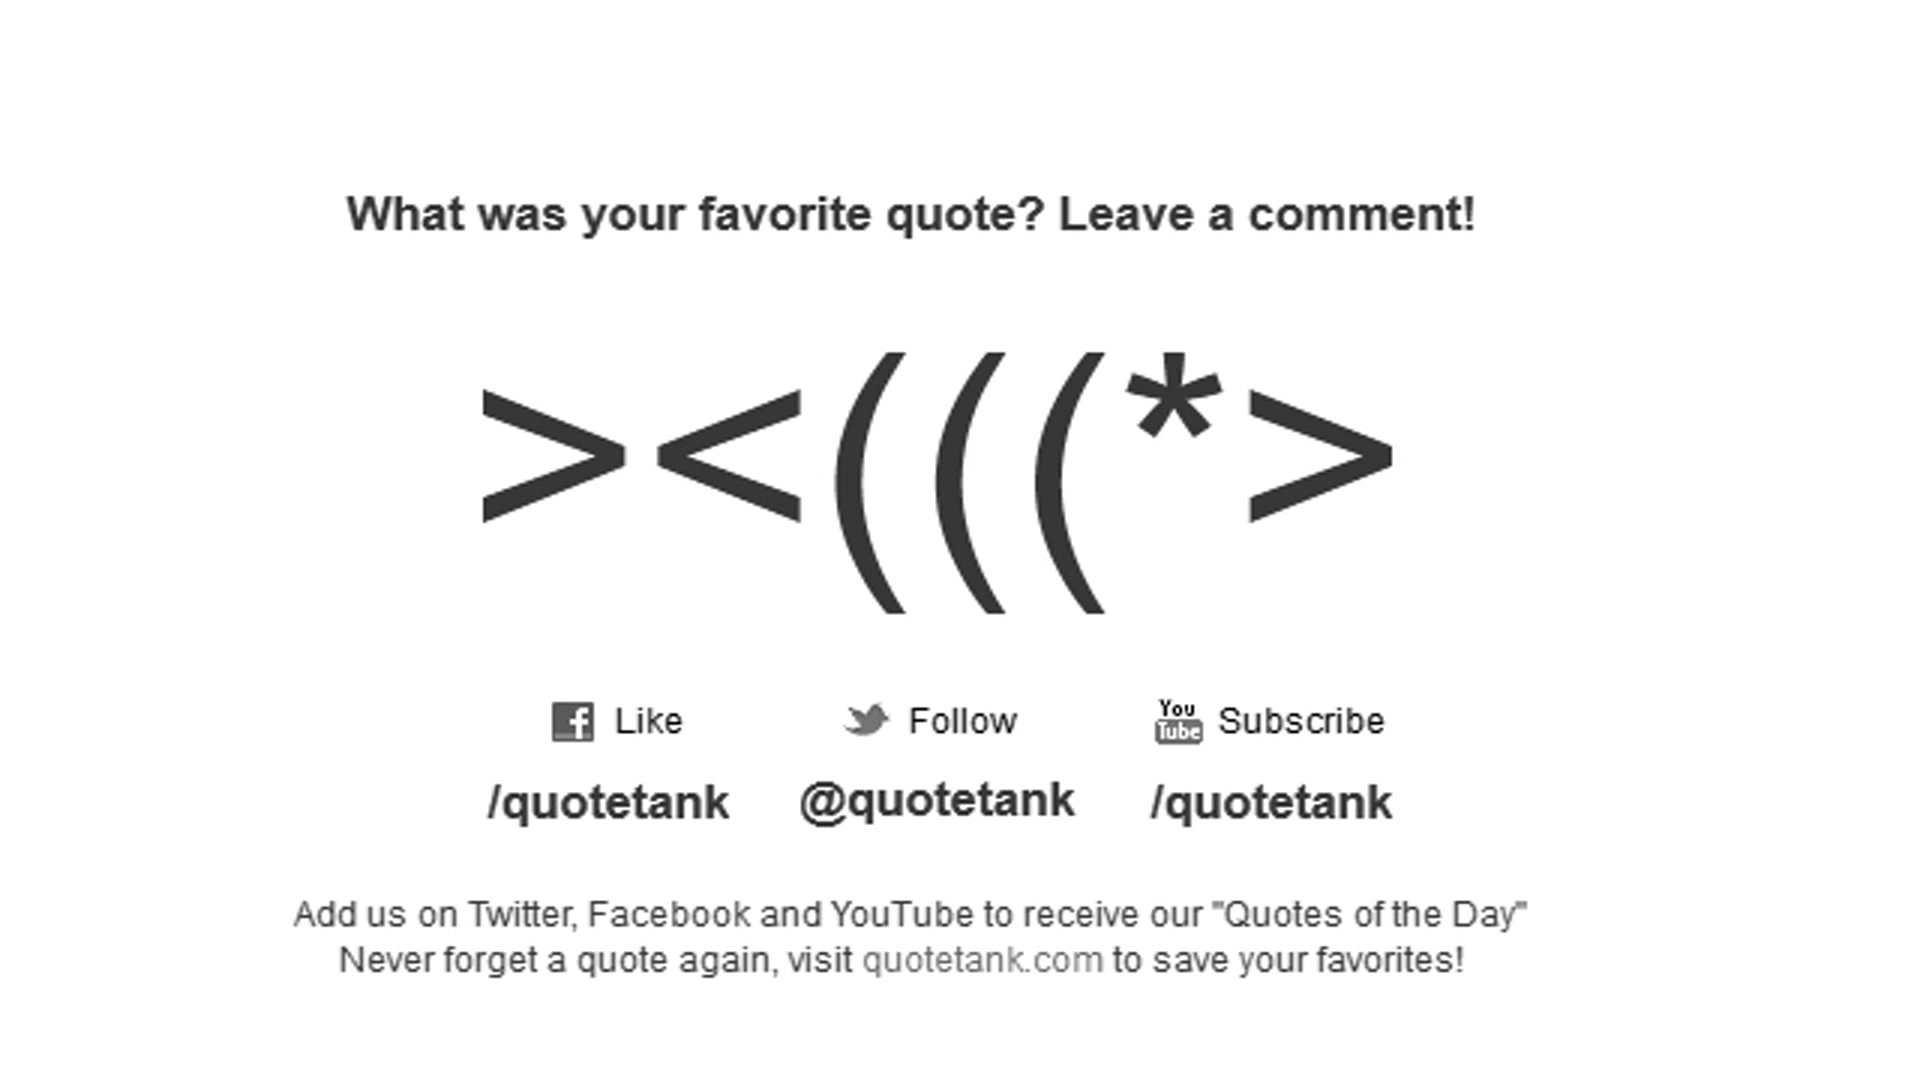 What was your favorite quote? Leave a comment!
><(((*>
f Like Follow You Tube Subscribe
/quotetank @quotetank /quotetank
Add us on Twitter, Facebook and YouTube to receive our "Quotes of the Day"
Never forget a quote again, visit quotetank.com to save your favorites!